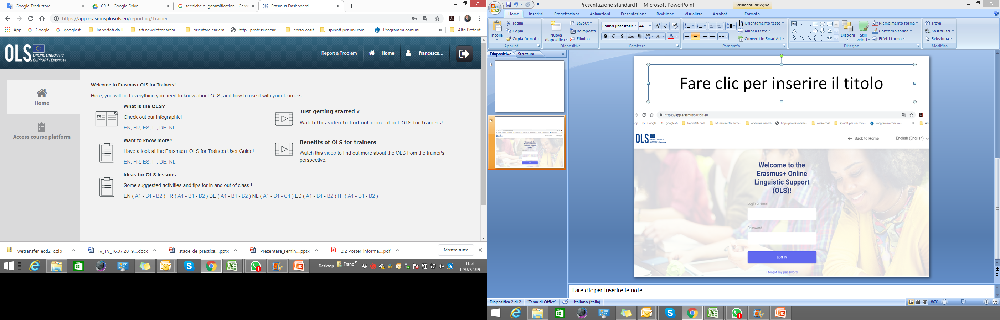 Google Traduttore
CR 5 - Google Drive
tecniche di gammification - Cerc
Erasmus Dashboard
https://app.erasmusplusols.eu/reporting/Trainer
App
Google
google.it-
Importati da IE
siti newsletter archi...
orientare cariera
http--professionear...
corso cosif
spinoff per uni rom...
Programmi comuni...
»
Altri Preferiti
OLS
ONLINE LINGUISTIC
SUPPORT / Erasmus+
Report a Problem
Home
francesco...
Home
Access course platform
Welcome to Erasmus+ OLS for Trainers!
Here, you will find everything you need to know about OLS, and how to use it with your learners.
What is the OLS?
Check out our infographic!
EN, FR, ES, IT, DE, NL
Want to know more?
Have a look at the Erasmus+ OLS for Trainers User Guide!
EN, FR, ES, IT, DE, NL
Ideas for OLS lessons
Some suggested activities and tips for in and out of class !
EN ( A1 - B1 - B2 ) FR ( A1 - B1 - B2 ) DE ( A1 - B1 - B2 ) NL ( A1 - B1 - C1 ) ES ( A1 - B1 - B2 ) IT ( A1 - B1 - B2 )
Just getting started ?
Watch this video to find out more about OLS for trainers!
Benefits of OLS for trainers
Watch this video to find out more about the OLS from the trainer's
perspective.
wetransfer-ecd21c.zip
IV_TV_16.07.2019....docx
stage-de-practica....pptx
Prezentare_semin....pptx
2.2 Poster-informa....pdf
Mostra tutto
Desktop
Franc
»
11.51
12/07/2019
Presentazione standard1 - Microsoft PowerPoint
Strumenti disegno
Home
Inserisci
Progettazione
Animazioni
Presentazione
Revisione
Visualizza
Acrobat
Formato
Incolla
Taglia
Copia
Copia formato
Appunti
Nuova
diapositiva
Layout
Reimposta
Elimina
Diapositive
Calibri (Intestazic
44
Carattere
Orientamento testo
Allinea testo
Converti in SmartArt
Paragrafo
Disponi
Stili
veloci
Riempimento forma
Contorno forma
Effetti forma
Disegno
Trova
Sostituisci
Seleziona
Modifica
Diapositive
Struttura
1
2
Fare clic per inserire il titolo
https://app.erasmusplusols.eu
App
Google
google.it-
Importati da IE
siti newsletter archi...
orientare cariera
http--professionear...
corso cosif
spinoff per uni rom...
Programmi comuni...
»
Altr
OLS
ONLINE LINGUISTIC
SUPPORT / Erasmus+
Back to Home
English (English)
Welcome to the
Erasmus+ Online
Linguistic Support
(OLS)!
Login or email
Password
LOG IN
I forgot my password
Fare clic per inserire le note
Diapositiva 2 di 2
"Tema di Office"
Italiano (Italia)
86%